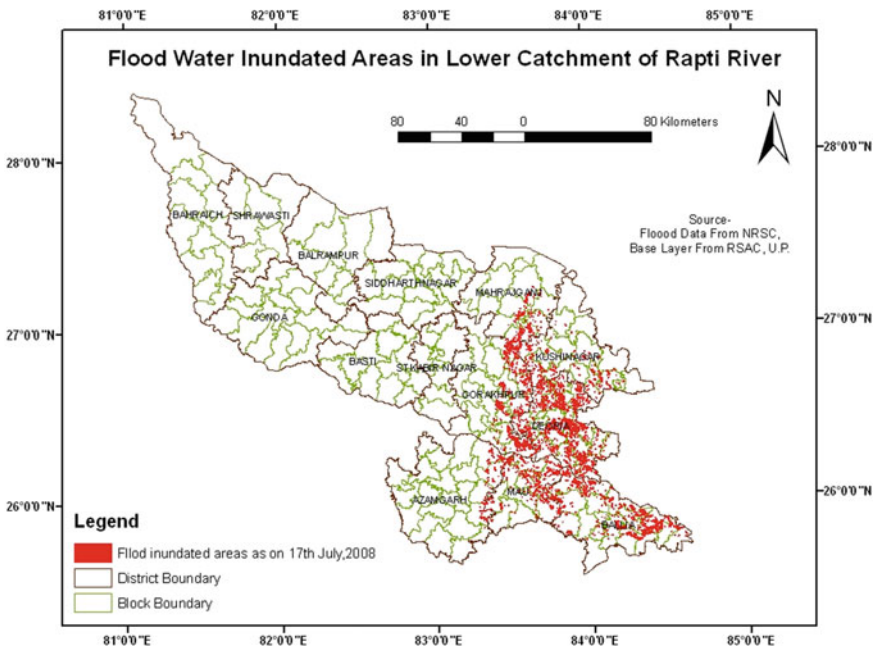 81°0'0"E 82°0'0"E 83°0'0"E 84°0'0"E 85°0'0"E
Flood Water Inundated Areas in Lower Catchment of Rapti River
N
80 40 0 80 Kilometers
28°0'0"N 28°0'0"N
Source-
Floood Data From NRSC,
Base Layer From RSAC, U.P.
BAHRAICH SHRAWASTI
BALRAMPUR
SIDDHARTHNAGAR
MAHRAJGANJ
27°0'0"N 27°0'0"N
GONDA
KUSHINAGAR
BASTI ST.KABIR NAGAR
GORAKHPUR
DEORIA
26°0'0"N 26°0'0"N
AZAMGARH MAU
BALLIA
Legend
Fllod inundated areas as on 17th July,2008
District Boundary
Block Boundary
81°0'0"E 82°0'0"E 83°0'0"E 84°0'0"E 85°0'0"E